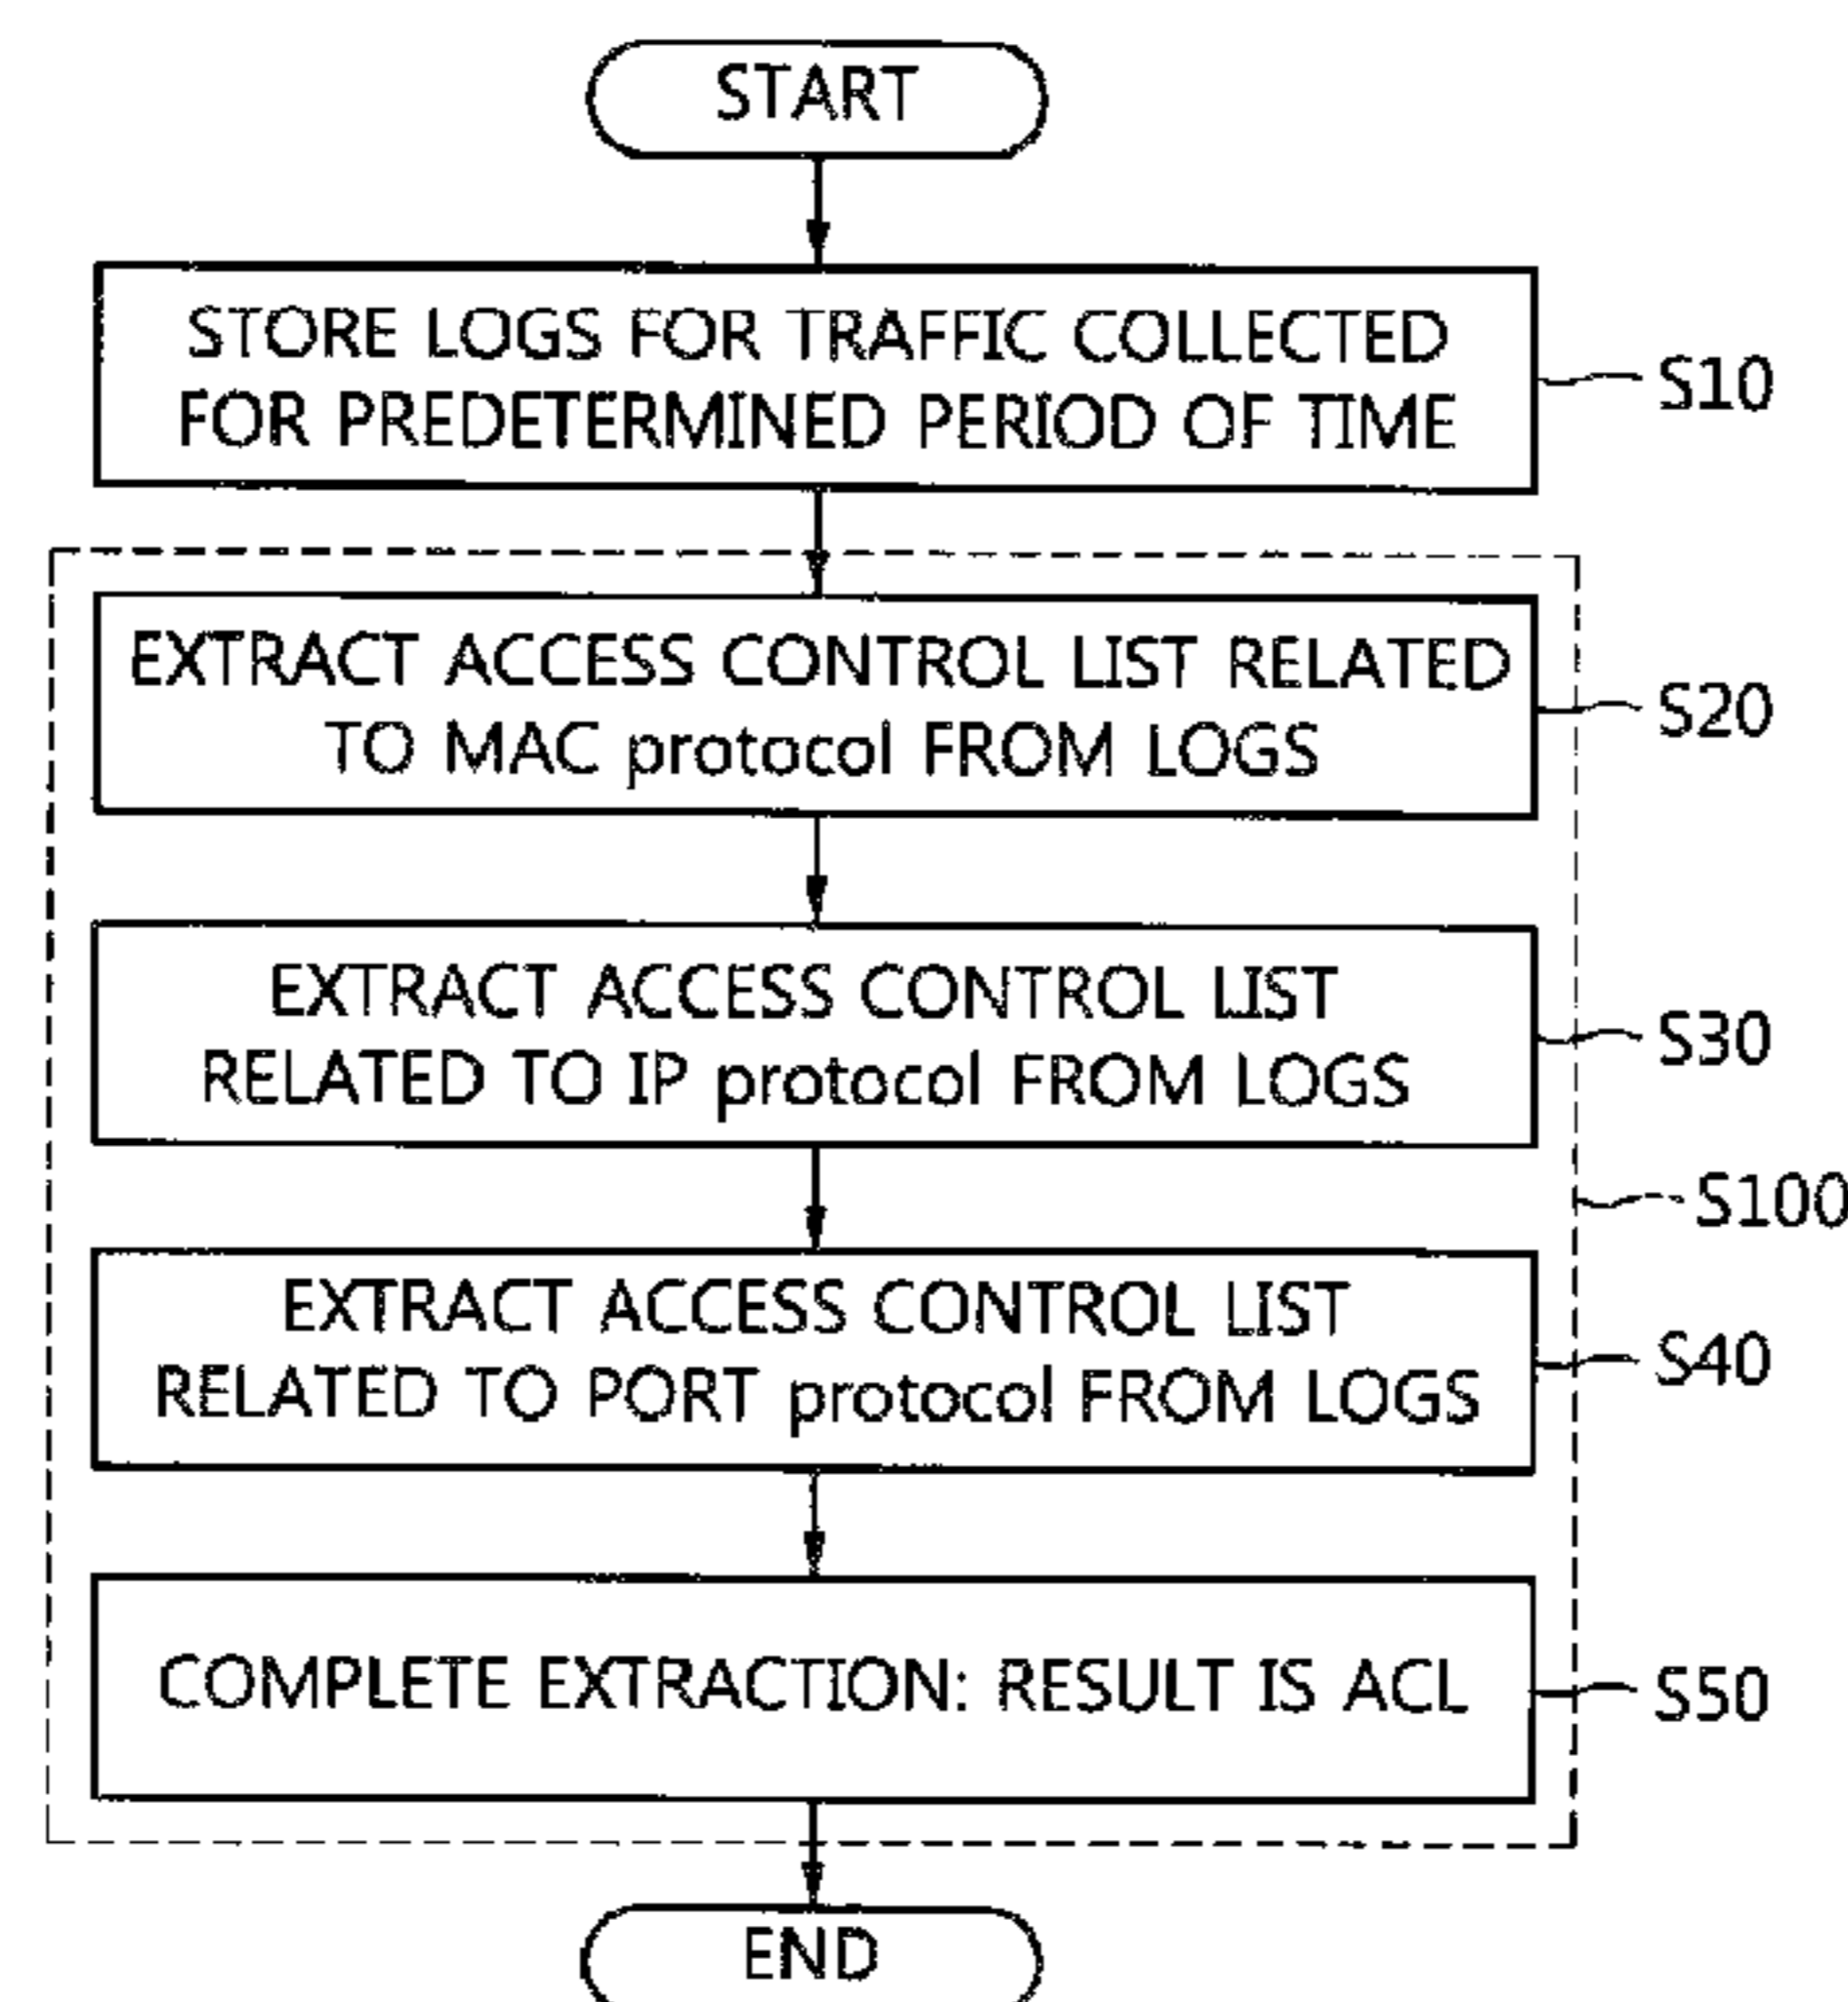 START
STORE LOGS FOR TRAFFIC COLLECTED
FOR PREDETERMINED PERIOD OF TIME
S10
EXTRACT ACCESS CONTROL LIST RELATED
TO MAC protocol FROM LOGS
S20
EXTRACT ACCESS CONTROL LIST
RELATED TO IP protocol FROM LOGS
S30
S100
EXTRACT ACCESS CONTROL LIST
RELATED TO PORT protocol FROM LOGS
S40
COMPLETE EXTRACTION: RESULT IS ACL
S50
END